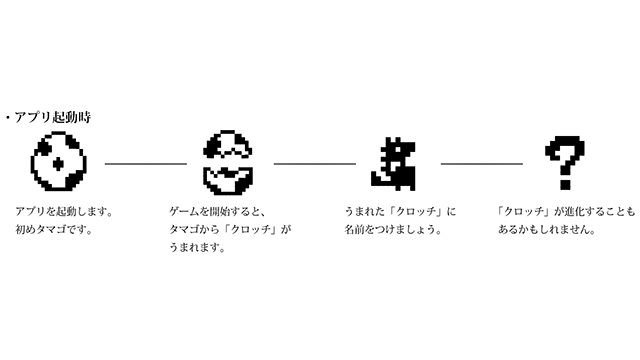 ・アプリ起動時
アプリを起動します。
初めタマゴです。
ゲームを開始すると、
タマゴから「クロッチ」が
うまれます。
うまれた「クロッチ」に
名前をつけましょう。
「クロッチ」が進化することも
あるかもしれません。